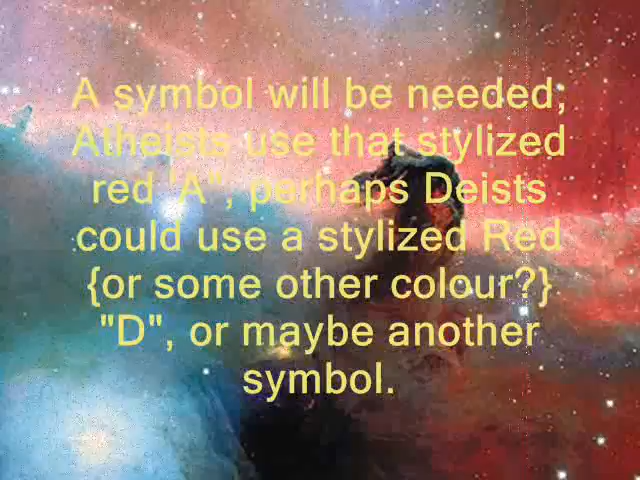 A symbol will be needed;
Atheists use that stylized
red 'A", perhaps Deists
could use a stylized Red
{or some other colour?}
"D", or maybe another
symbol.